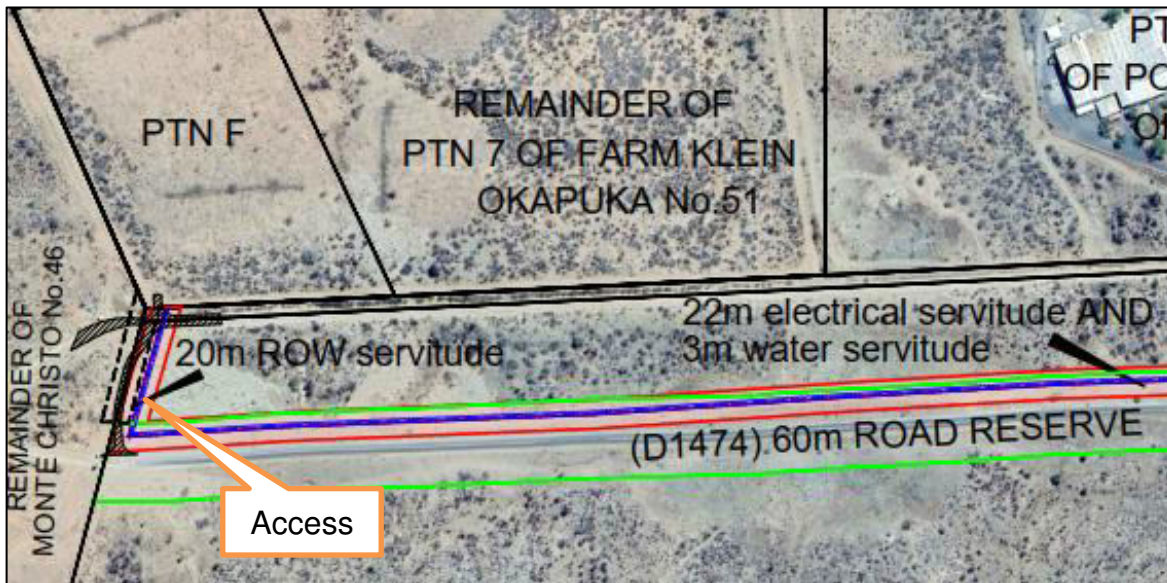 PTN F
REMAINDER OF
PTN 7 OF FARM KLEIN
OKAPUKA No.51
OF
REMAINDER OF
MONTE CHRISTO No.46
20m ROW servitude
22m electrical servitude AND
3m water servitude
(D1474).60m ROAD RESERVE
Access